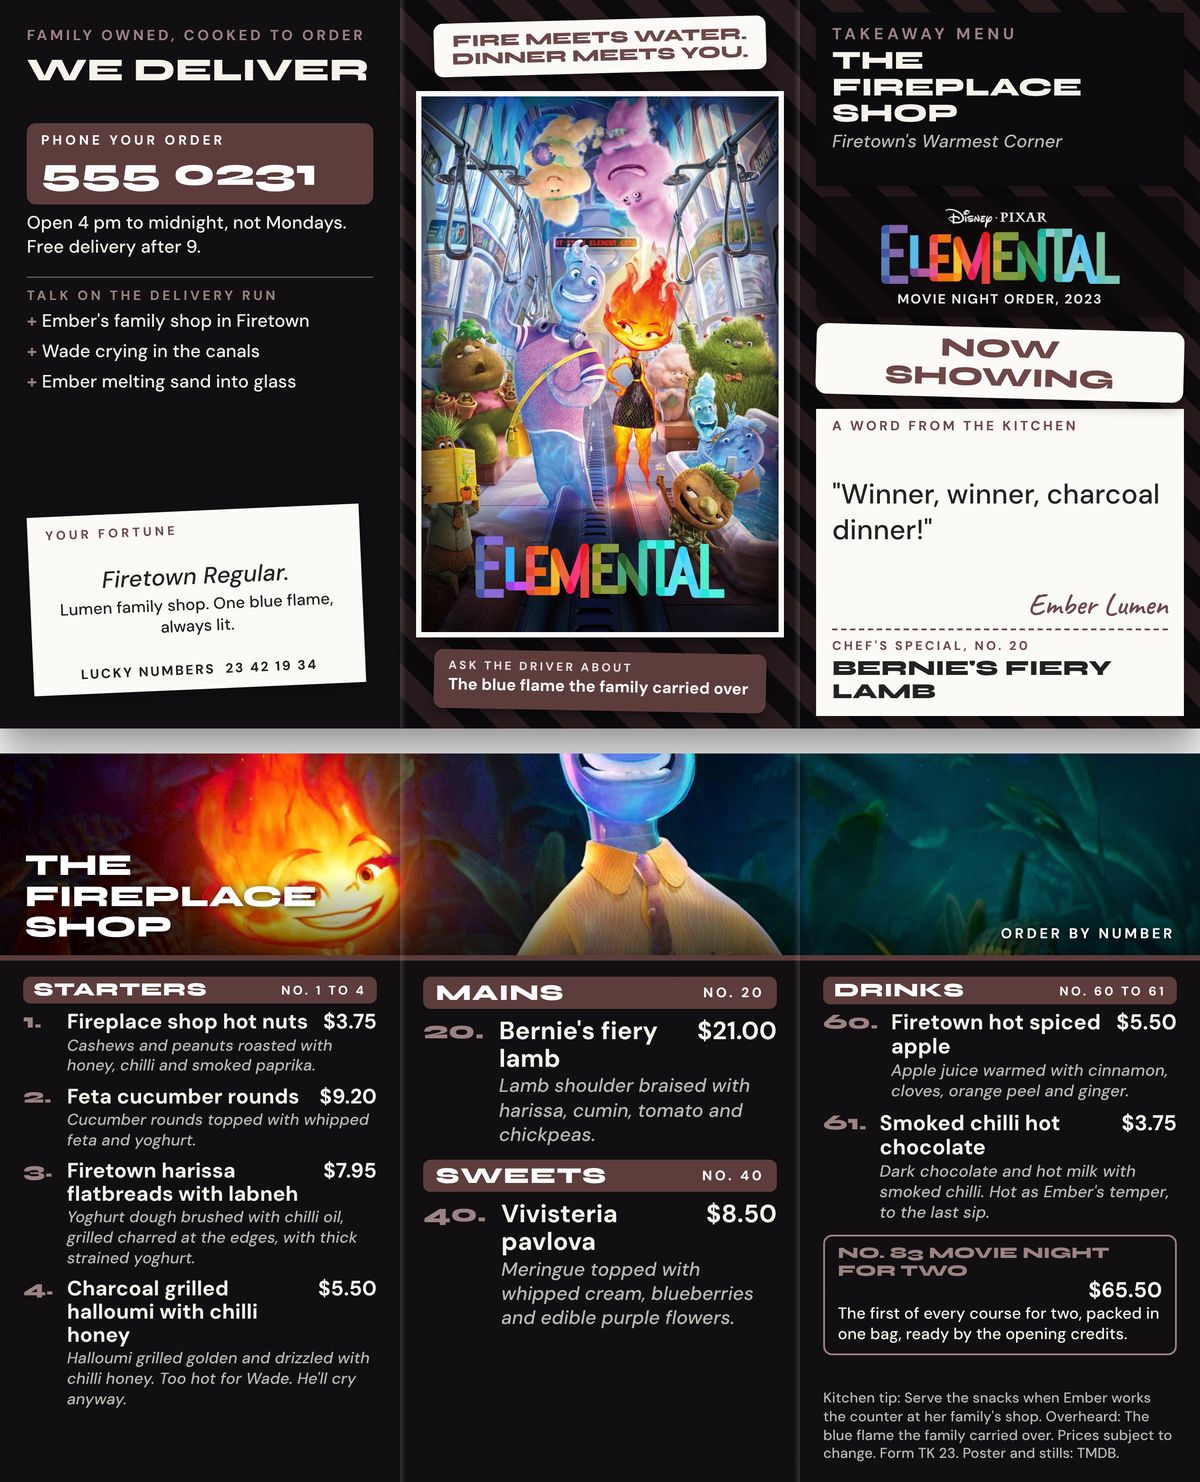 FAMILY OWNED, COOKED TO ORDER
WE DELIVER
PHONE YOUR ORDER
555 0231
Open 4 pm to midnight, not Mondays.
Free delivery after 9.
TALK ON THE DELIVERY RUN
+ Ember's family shop in Firetown
+ Wade crying in the canals
+ Ember melting sand into glass
YOUR FORTUNE
Firetown Regular.
Lumen family shop. One blue flame,
always lit.
LUCKY NUMBERS 23 42 19 34
FIRE MEETS WATER.
DINNER MEETS YOU.
ELEMENTAL
ASK THE DRIVER ABOUT
The blue flame the family carried over
TAKEAWAY MENU
THE
FIREPLACE
SHOP
Firetown's Warmest Corner
Disney · PIXAR
ELEMENTAL
MOVIE NIGHT ORDER, 2023
NOW
SHOWING
A WORD FROM THE KITCHEN
"Winner, winner, charcoal
dinner!"
Ember Lumen
CHEF'S SPECIAL, NO. 20
BERNIE'S FIERY
LAMB
THE
FIREPLACE
SHOP
ORDER BY NUMBER
STARTERS NO. 1 TO 4
1. Fireplace shop hot nuts $3.75
Cashews and peanuts roasted with
honey, chilli and smoked paprika.
2. Feta cucumber rounds $9.20
Cucumber rounds topped with whipped
feta and yoghurt.
3. Firetown harissa $7.95
flatbreads with labneh
Yoghurt dough brushed with chilli oil,
grilled charred at the edges, with thick
strained yoghurt.
4. Charcoal grilled $5.50
halloumi with chilli
honey
Halloumi grilled golden and drizzled with
chilli honey. Too hot for Wade. He'll cry
anyway.
MAINS NO. 20
20. Bernie's fiery $21.00
lamb
Lamb shoulder braised with
harissa, cumin, tomato and
chickpeas.
SWEETS NO. 40
40. Vivisteria $8.50
pavlova
Meringue topped with
whipped cream, blueberries
and edible purple flowers.
DRINKS NO. 60 TO 61
60. Firetown hot spiced $5.50
apple
Apple juice warmed with cinnamon,
cloves, orange peel and ginger.
61. Smoked chilli hot $3.75
chocolate
Dark chocolate and hot milk with
smoked chilli. Hot as Ember's temper,
to the last sip.
NO. 83 MOVIE NIGHT
FOR TWO
$65.50
The first of every course for two, packed in
one bag, ready by the opening credits.
Kitchen tip: Serve the snacks when Ember works
the counter at her family's shop. Overheard: The
blue flame the family carried over. Prices subject to
change. Form TK 23. Poster and stills: TMDB.